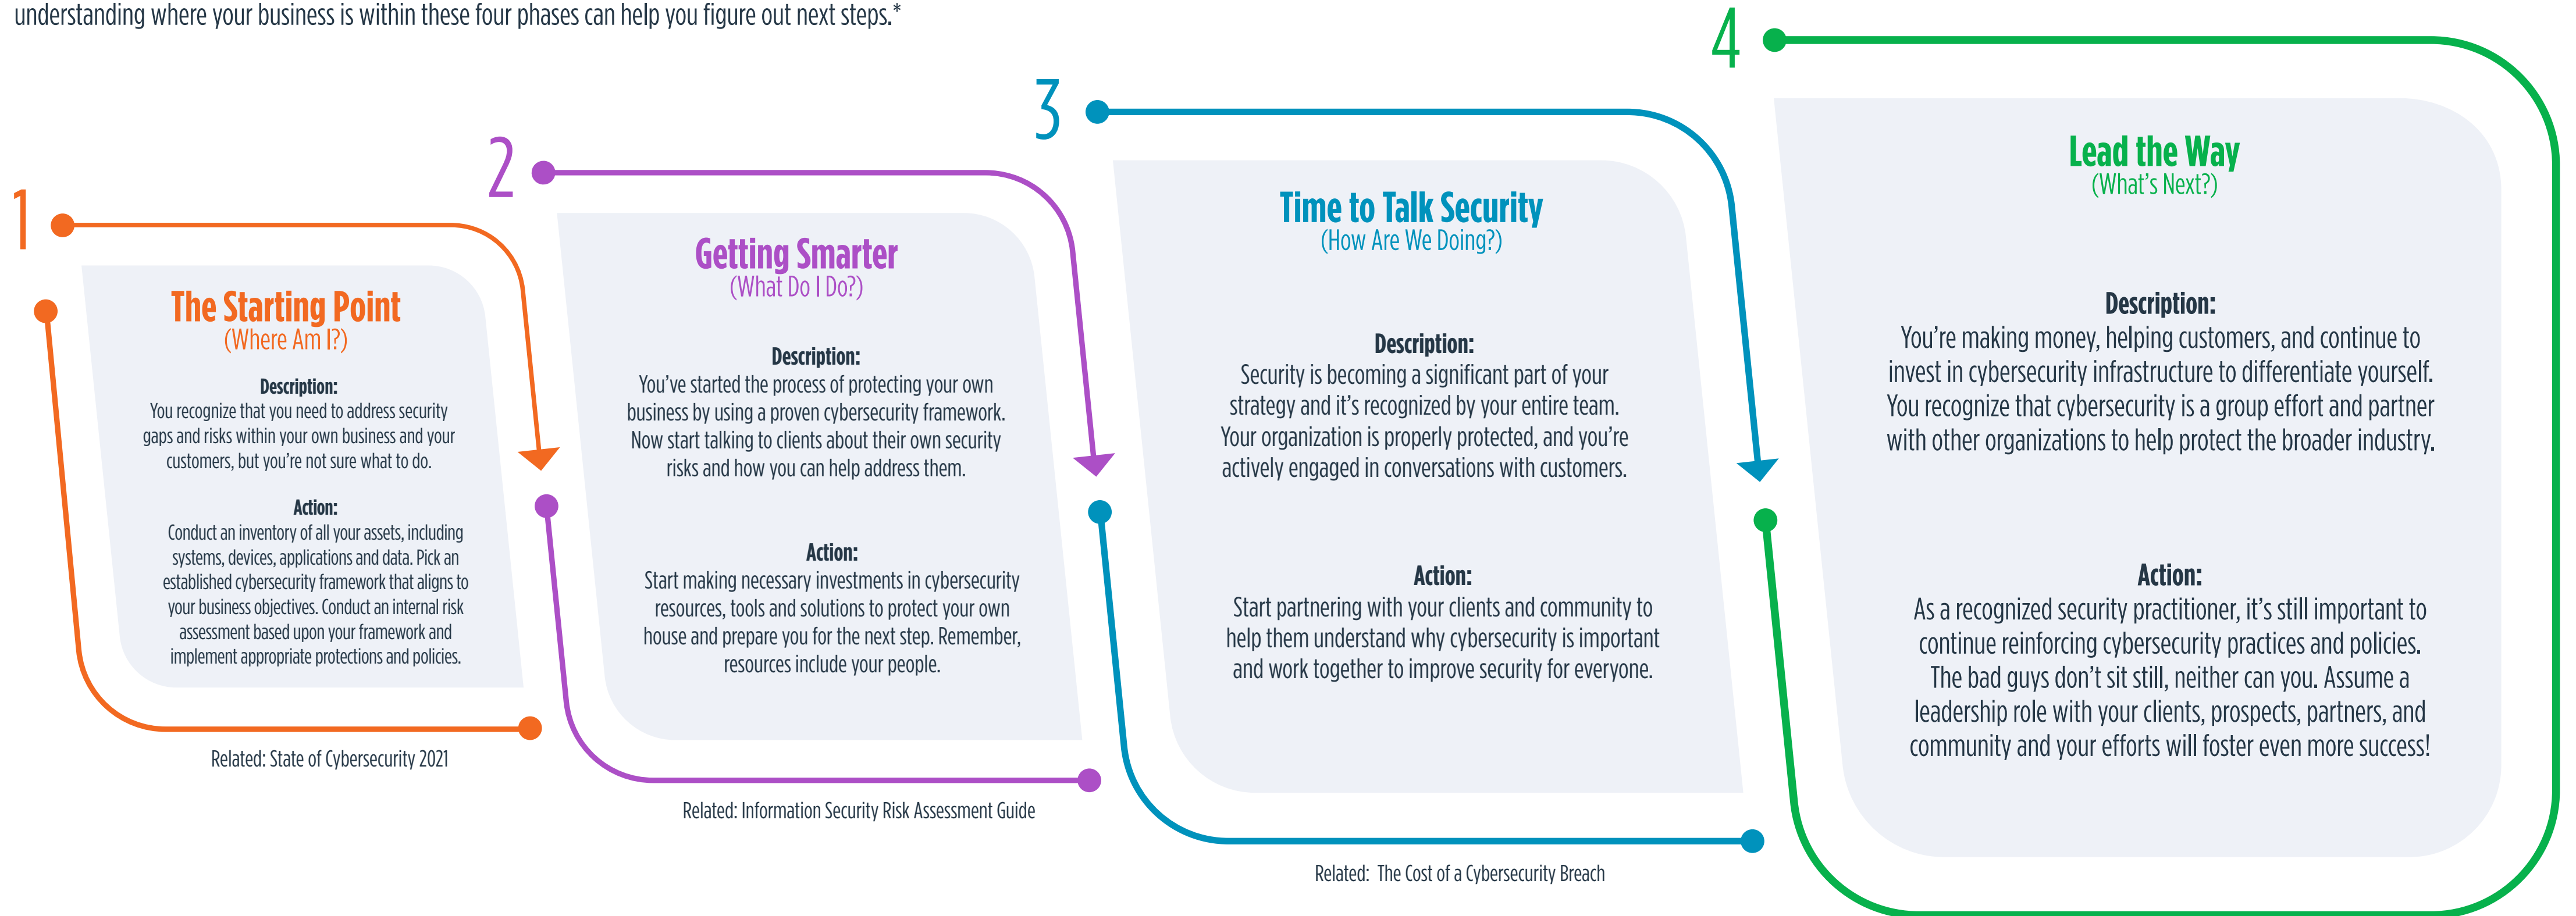 understanding where your business is within these four phases can help you figure out next steps.*
1
The Starting Point
(Where Am I?)
Description:
You recognize that you need to address security
gaps and risks within your own business and your
customers, but you're not sure what to do.
Action:
Conduct an inventory of all your assets, including
systems, devices, applications and data. Pick an
established cybersecurity framework that aligns to
your business objectives. Conduct an internal risk
assessment based upon your framework and
implement appropriate protections and policies.
Related: State of Cybersecurity 2021
2
Getting Smarter
(What Do I Do?)
Description:
You've started the process of protecting your own
business by using a proven cybersecurity framework.
Now start talking to clients about their own security
risks and how you can help address them.
Action:
Start making necessary investments in cybersecurity
resources, tools and solutions to protect your own
house and prepare you for the next step. Remember,
resources include your people.
Related: Information Security Risk Assessment Guide
3
Time to Talk Security
(How Are We Doing?)
Description:
Security is becoming a significant part of your
strategy and it's recognized by your entire team.
Your organization is properly protected, and you're
actively engaged in conversations with customers.
Action:
Start partnering with your clients and community to
help them understand why cybersecurity is important
and work together to improve security for everyone.
Related: The Cost of a Cybersecurity Breach
4
Lead the Way
(What's Next?)
Description:
You're making money, helping customers, and continue to
invest in cybersecurity infrastructure to differentiate yourself.
You recognize that cybersecurity is a group effort and partner
with other organizations to help protect the broader industry.
Action:
As a recognized security practitioner, it's still important to
continue reinforcing cybersecurity practices and policies.
The bad guys don't sit still, neither can you. Assume a
leadership role with your clients, prospects, partners, and
community and your efforts will foster even more success!